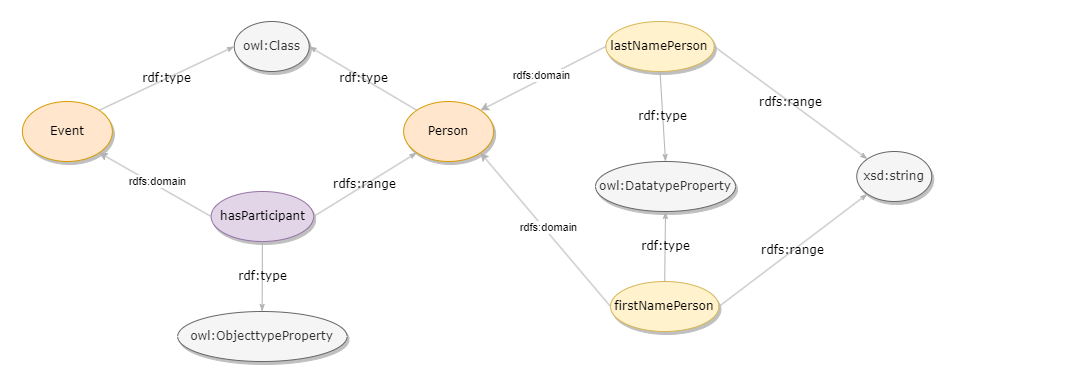 owl:Class
lastNamePerson
rdf:type
rdf:type
rdfs:domain
rdfs:range
rdf:type
Event
Person
rdfs:domain
rdfs:range
owl:DatatypeProperty
xsd:string
hasParticipant
rdfs:domain
rdf:type
rdfs:range
rdf:type
firstNamePerson
owl:ObjecttypeProperty